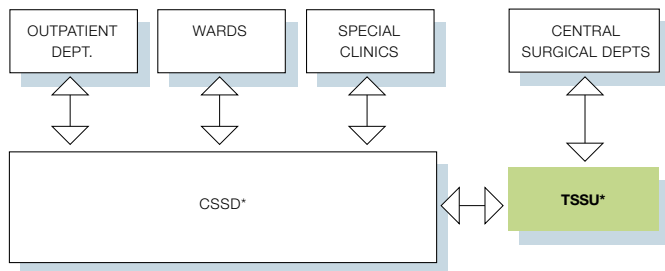 OUTPATIENT
DEPT.
WARDS
SPECIAL
CLINICS
CENTRAL
SURGICAL DEPTS
CSSD*
TSSU*